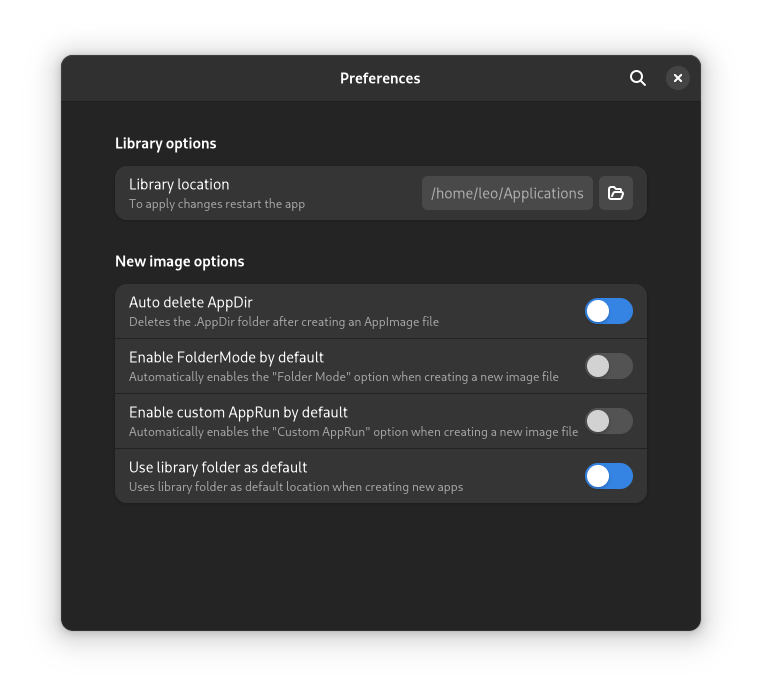 Preferences
Library options
Library location
To apply changes restart the app
/home/leo/Applications
New image options
Auto delete AppDir
Deletes the .AppDir folder after creating an AppImage file
Enable FolderMode by default
Automatically enables the "Folder Mode" option when creating a new image file
Enable custom AppRun by default
Automatically enables the "Custom AppRun" option when creating a new image file
Use library folder as default
Uses library folder as default location when creating new apps